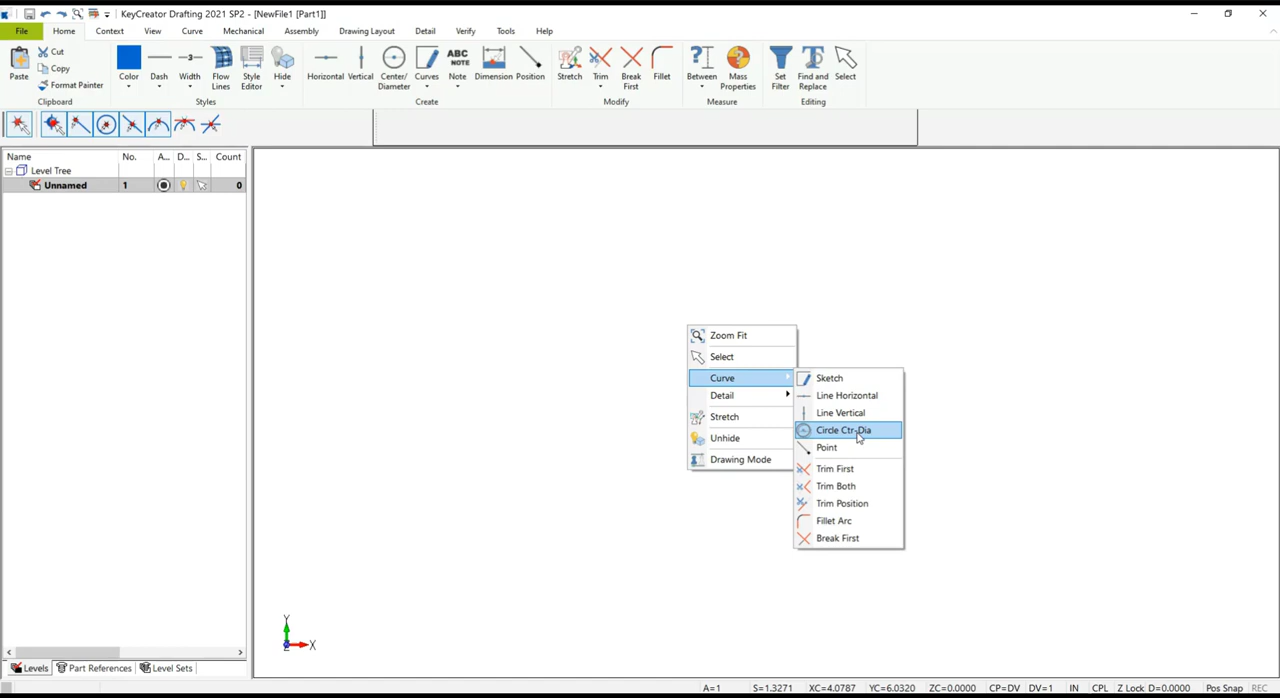 KeyCreator Drafting 2021 SP2 - [NewFile1 [Part1]]
File Home Context View Curve Mechanical Assembly Drawing Layout Detail Verify Tools Help
Paste Cut Copy Format Painter
Color Dash Width Flow Lines Style Editor Hide
Horizontal Vertical Center/Diameter Curves ABC NOTE Note Dimension Position
Stretch Trim Break First Fillet
Between Mass Properties
Set Filter Find and Replace Select
Clipboard Styles Create Modify Measure Editing
Name No. A... D... S... Count
Level Tree
Unnamed 1 0
Zoom Fit
Select
Curve
Detail
Stretch
Unhide
Drawing Mode
Sketch
Line Horizontal
Line Vertical
Circle Ctr-Dia
Point
Trim First
Trim Both
Trim Position
Fillet Arc
Break First
Y
Z X
Levels Part References Level Sets
A=1 S=1.3271 XC=4.0787 YC=6.0320 ZC=0.0000 CP=DV DV=1 IN CPL Z Lock D=0.0000 Pos Snap REC